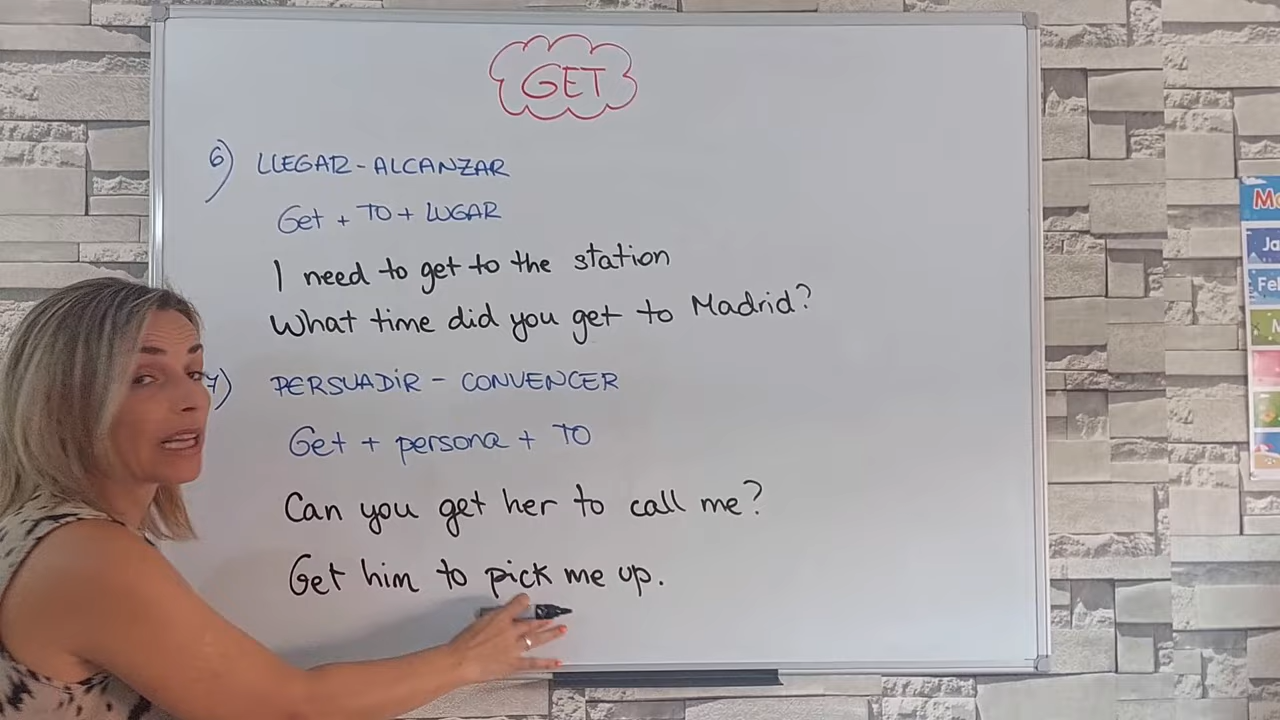 GET
6) LLEGAR - ALCANZAR
Get + TO + LUGAR
I need to get to the station
What time did you get to Madrid?
7) PERSUADIR - CONVENCER
Get + persona + TO
Can you get her to call me?
Get him to pick me up.